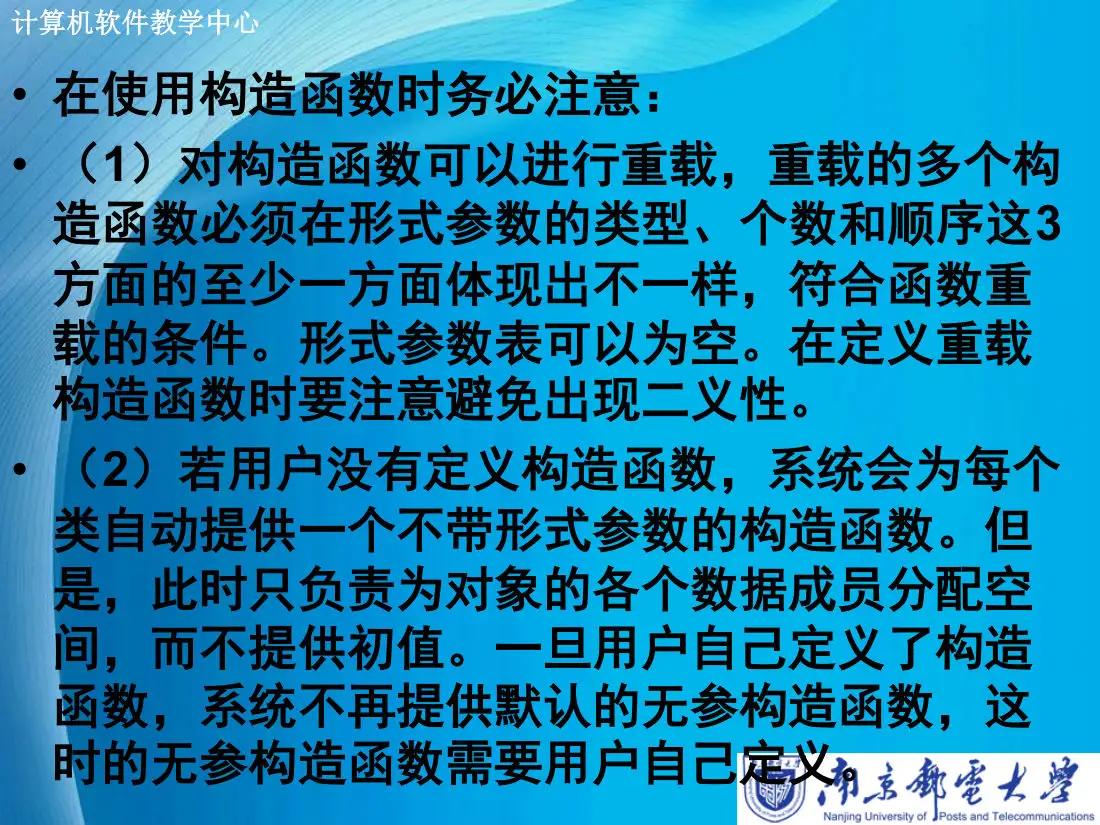 计算机软件教学中心
• 在使用构造函数时务必注意：
• （1）对构造函数可以进行重载，重载的多个构
造函数必须在形式参数的类型、个数和顺序这3
方面的至少一方面体现出不一样，符合函数重
载的条件。形式参数表可以为空。在定义重载
构造函数时要注意避免出现二义性。
• （2）若用户没有定义构造函数，系统会为每个
类自动提供一个不带形式参数的构造函数。但
是，此时只负责为对象的各个数据成员分配空
间，而不提供初值。一旦用户自己定义了构造
函数，系统不再提供默认的无参构造函数，这
时的无参构造函数需要用户自己定义。
南京郵電大學
Nanjing University of Posts and Telecommunications